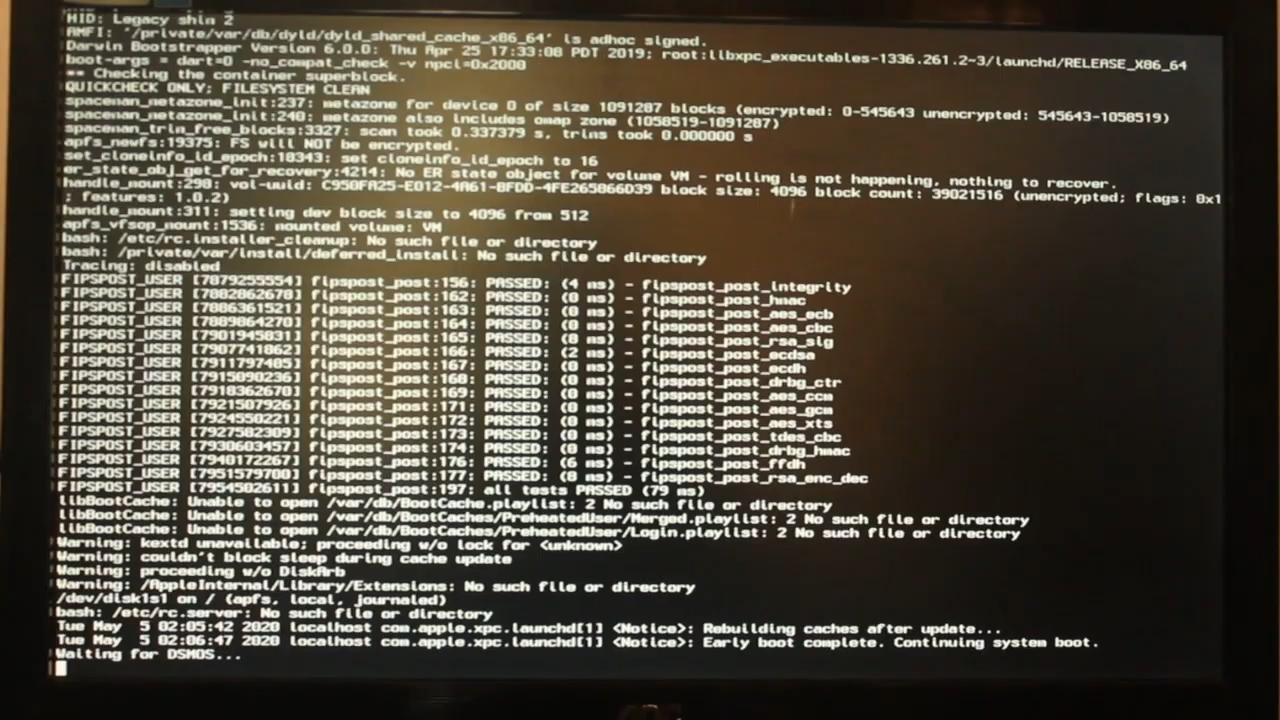 HID: Legacy shim 2
AMFI: '/private/var/db/dyld/dyld_shared_cache_x86_64' is adhoc signed.
Darwin Bootstrapper Version 6.0.0: Thu Apr 25 17:33:08 PDT 2019; root:libxpc_executables-1336.261.2~3/launchd/RELEASE_X86_64
boot-args = dart=0 -no_compat_check -v npci=0x2000
** Checking the container superblock.
QUICKCHECK ONLY; FILESYSTEM CLEAN
spaceman_metazone_init:237: metazone for device 0 of size 1091287 blocks (encrypted: 0-545643 unencrypted: 545643-1058519)
spaceman_metazone_init:240: metazone also includes omap zone (1058519-1091287)
spaceman_trim_free_blocks:3327: scan took 0.337379 s, trims took 0.000000 s
apfs_newfs:19375: FS will NOT be encrypted.
set_cloneinfo_id_epoch:18343: set cloneinfo_id_epoch to 16
er_state_obj_get_for_recovery:4214: No ER state object for volume VM - rolling is not happening, nothing to recover.
handle_mount:298: vol-uuid: C950FA25-E012-4A61-BFDD-4FE265866D39 block size: 4096 block count: 39021516 (unencrypted; flags: 0x1
; features: 1.0.2)
handle_mount:311: setting dev block size to 4096 from 512
apfs_vfsop_mount:1536: mounted volume: VM
bash: /etc/rc.installer_cleanup: No such file or directory
bash: /private/var/install/deferred_install: No such file or directory
Tracing: disabled
FIPSPOST_USER [7879255554] fipspost_post:156: PASSED: (4 ms) - fipspost_post_integrity
FIPSPOST_USER [7882862678] fipspost_post:162: PASSED: (0 ms) - fipspost_post_hmac
FIPSPOST_USER [7886361521] fipspost_post:163: PASSED: (0 ms) - fipspost_post_aes_ecb
FIPSPOST_USER [7889864270] fipspost_post:164: PASSED: (0 ms) - fipspost_post_aes_cbc
FIPSPOST_USER [7901945831] fipspost_post:165: PASSED: (8 ms) - fipspost_post_rsa_sig
FIPSPOST_USER [7907741862] fipspost_post:166: PASSED: (2 ms) - fipspost_post_ecdsa
FIPSPOST_USER [7911797485] fipspost_post:167: PASSED: (0 ms) - fipspost_post_ecdh
FIPSPOST_USER [7915090236] fipspost_post:168: PASSED: (0 ms) - fipspost_post_drbg_ctr
FIPSPOST_USER [7918362670] fipspost_post:169: PASSED: (0 ms) - fipspost_post_aes_ccm
FIPSPOST_USER [7921507926] fipspost_post:171: PASSED: (0 ms) - fipspost_post_aes_gcm
FIPSPOST_USER [7924550221] fipspost_post:172: PASSED: (0 ms) - fipspost_post_aes_xts
FIPSPOST_USER [7927582309] fipspost_post:173: PASSED: (0 ms) - fipspost_post_tdes_cbc
FIPSPOST_USER [7930603457] fipspost_post:174: PASSED: (0 ms) - fipspost_post_drbg_hmac
FIPSPOST_USER [7940172267] fipspost_post:176: PASSED: (6 ms) - fipspost_post_ffdh
FIPSPOST_USER [7951579700] fipspost_post:177: PASSED: (8 ms) - fipspost_post_rsa_enc_dec
FIPSPOST_USER [7954502611] fipspost_post:197: all tests PASSED (79 ms)
libBootCache: Unable to open /var/db/BootCache.playlist: 2 No such file or directory
libBootCache: Unable to open /var/db/BootCaches/PreheatedUser/Merged.playlist: 2 No such file or directory
libBootCache: Unable to open /var/db/BootCaches/PreheatedUser/Login.playlist: 2 No such file or directory
Warning: kextd unavailable; proceeding w/o lock for <unknown>
Warning: couldn't block sleep during cache update
Warning: proceeding w/o DiskArb
Warning: /AppleInternal/Library/Extensions: No such file or directory
/dev/disk1s1 on / (apfs, local, journaled)
bash: /etc/rc.server: No such file or directory
Tue May  5 02:05:42 2020 localhost com.apple.xpc.launchd[1] <Notice>: Rebuilding caches after update...
Tue May  5 02:06:47 2020 localhost com.apple.xpc.launchd[1] <Notice>: Early boot complete. Continuing system boot.
Waiting for DSMOS...